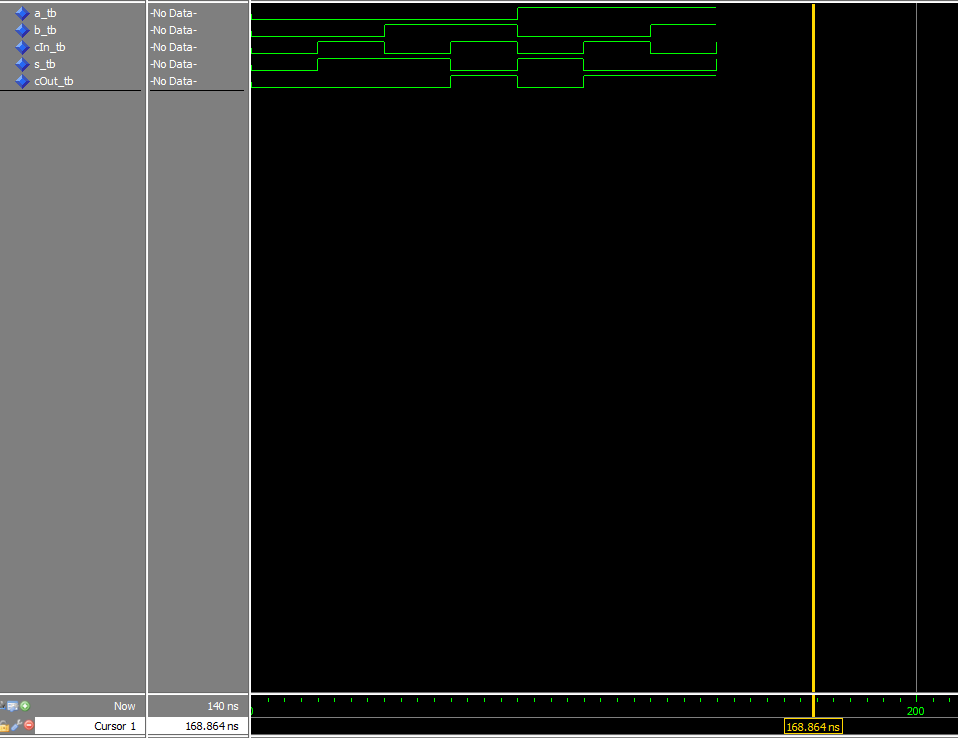 a_tb -No Data-
b_tb -No Data-
cIn_tb -No Data-
s_tb -No Data-
cOut_tb -No Data-
Now 140 ns
200
Cursor 1 168.864 ns
168.864 ns